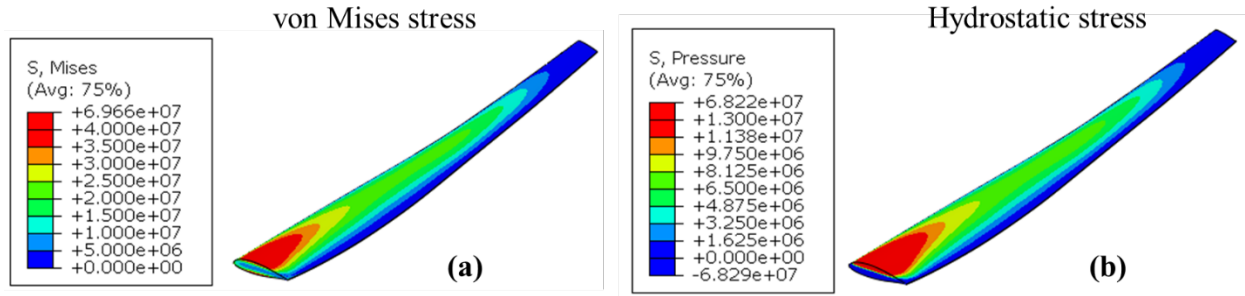 von Mises stress
S, Mises
(Avg: 75%)
+6.966e+07
+4.000e+07
+3.500e+07
+3.000e+07
+2.500e+07
+2.000e+07
+1.500e+07
+1.000e+07
+5.000e+06
+0.000e+00
(a)
Hydrostatic stress
S, Pressure
(Avg: 75%)
+6.822e+07
+1.300e+07
+1.138e+07
+9.750e+06
+8.125e+06
+6.500e+06
+4.875e+06
+3.250e+06
+1.625e+06
+0.000e+00
-6.829e+07
(b)